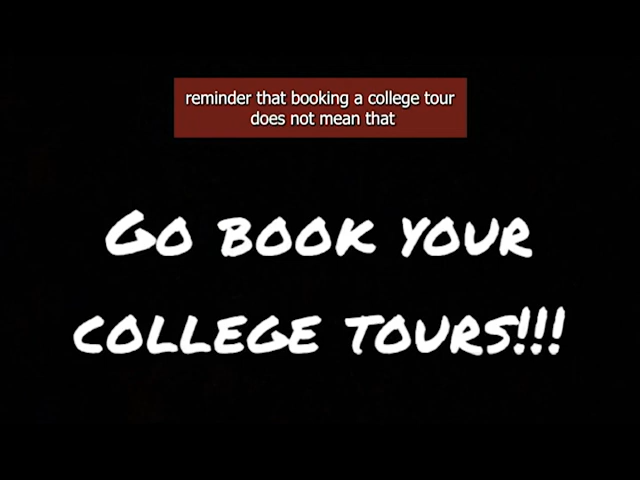 reminder that booking a college tour
does not mean that
GO BOOK YOUR
COLLEGE TOURS!!!